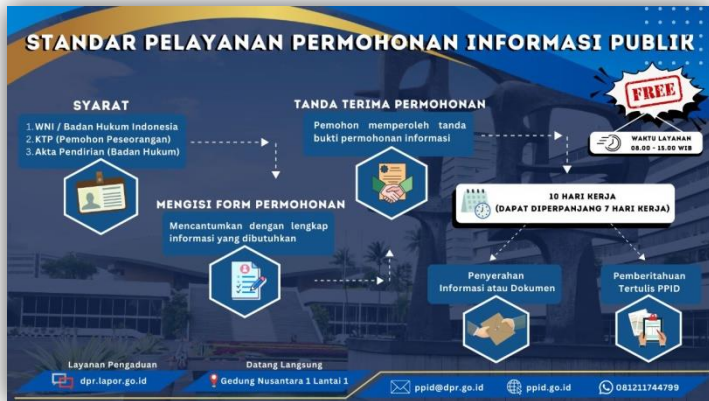 STANDAR PELAYANAN PERMOHONAN INFORMASI PUBLIK
FREE
WAKTU LAYANAN
08.00 - 15.00 WIB
SYARAT
1. WNI / Badan Hukum Indonesia
2. KTP (Pemohon Peseorangan)
3. Akta Pendirian (Badan Hukum)
MENGISI FORM PERMOHONAN
Mencantumkan dengan lengkap
informasi yang dibutuhkan
TANDA TERIMA PERMOHONAN
Pemohon memperoleh tanda
bukti permohonan informasi
10 HARI KERJA
(DAPAT DIPERPANJANG 7 HARI KERJA)
Penyerahan
Informasi atau Dokumen
Pemberitahuan
Tertulis PPID
Layanan Pengaduan
dpr.lapor.go.id
Datang Langsung
Gedung Nusantara 1 Lantai 1
ppid@dpr.go.id
ppid.go.id
081211744799